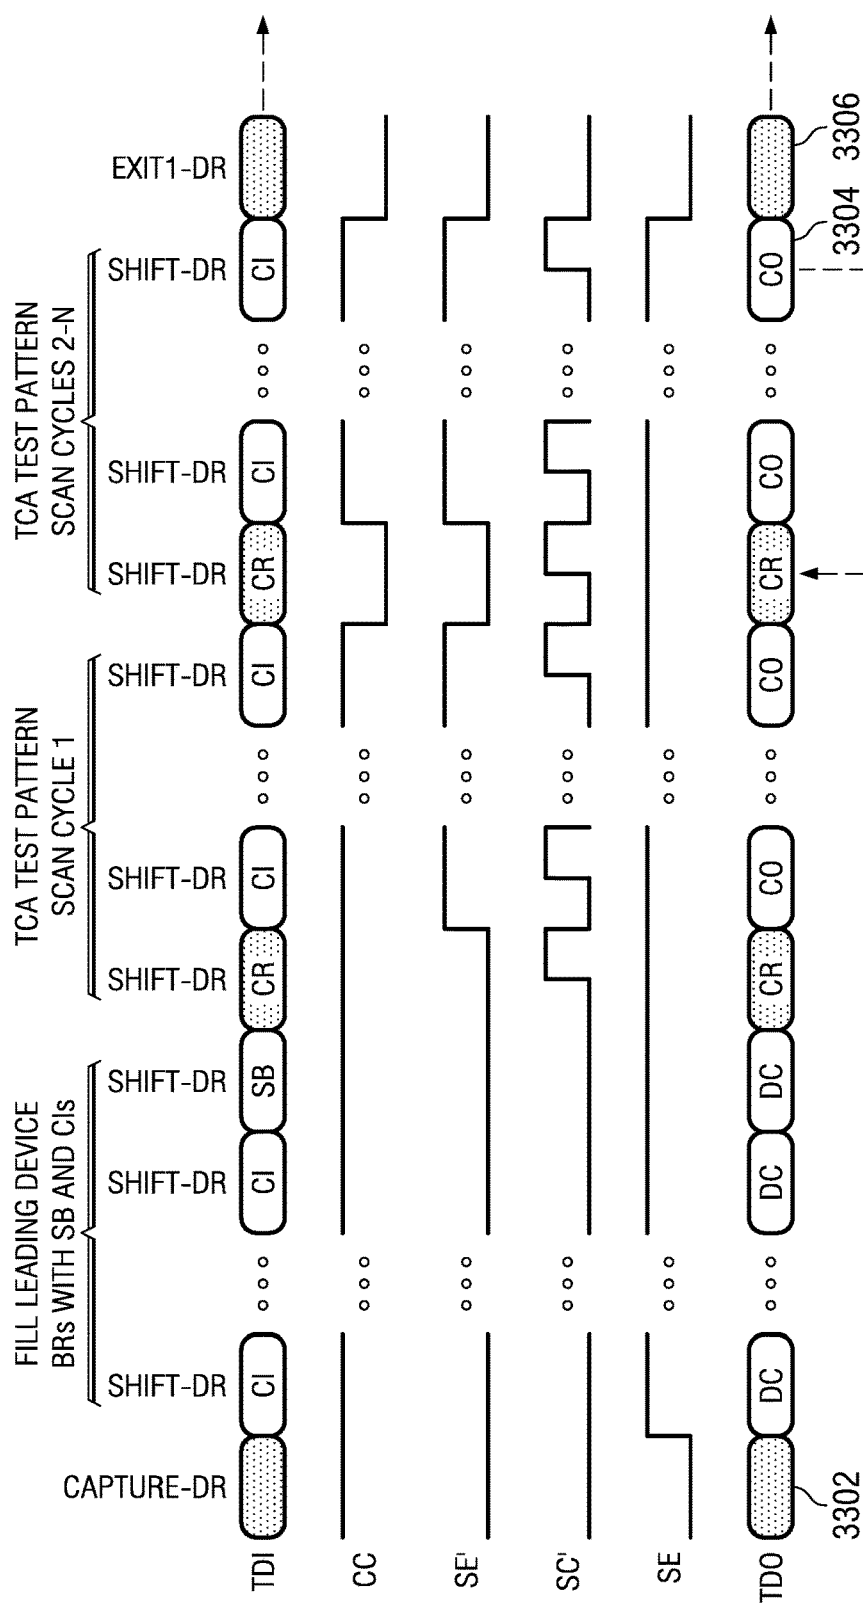 FILL LEADING DEVICE
BRs WITH SB AND CIs
TCA TEST PATTERN
SCAN CYCLE 1
TCA TEST PATTERN
SCAN CYCLES 2-N
CAPTURE-DR
SHIFT-DR
SHIFT-DR
SHIFT-DR
SHIFT-DR
SHIFT-DR
SHIFT-DR
SHIFT-DR
SHIFT-DR
SHIFT-DR
EXIT1-DR
TDI
CI
CI
SB
CR
CI
CI
CR
CI
CI
CC
SE'
SC'
SE
TDO
DC
DC
DC
CR
CO
CO
CR
CO
CO
3302
3304
3306